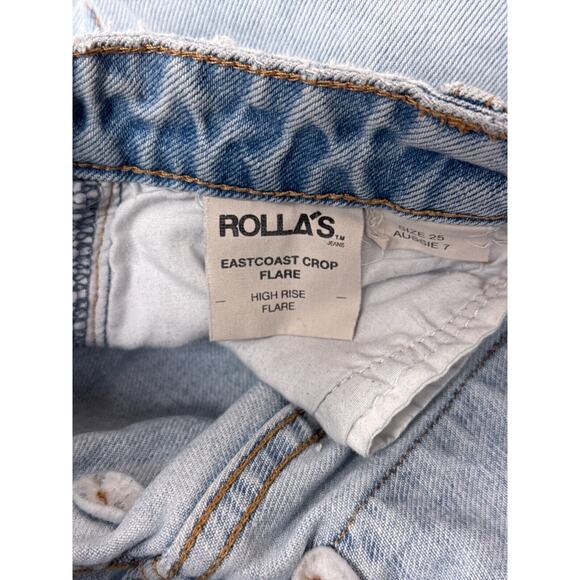 ROLLA'S TM
JEANS
EASTCOAST CROP
FLARE
HIGH RISE
FLARE
SIZE 25
AUSSIE 7